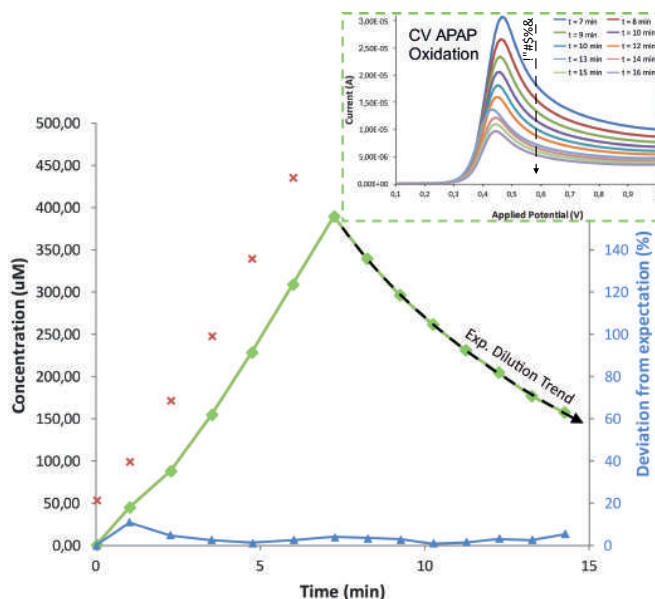 CV APAP
Oxidation
3,00E-05
2,50E-05
2,00E-05
1,50E-05
1,00E-05
5,00E-06
0,00E+00
Current (A)
!"#$%&
t = 7 min
t = 8 min
t = 9 min
t = 10 min
t = 10 min
t = 12 min
t = 13 min
t = 14 min
t = 15 min
t = 16 min
0,1 0,2 0,3 0,4 0,5 0,6 0,7 0,8 0,9
Applied Potential (V)
500,00
450,00
400,00
350,00
300,00
250,00
200,00
150,00
100,00
50,00
0,00
Concentration (uM)
Exp. Dilution Trend
140
120
100
80
60
40
20
0
Deviation from expectation (%)
0 5 10 15
Time (min)